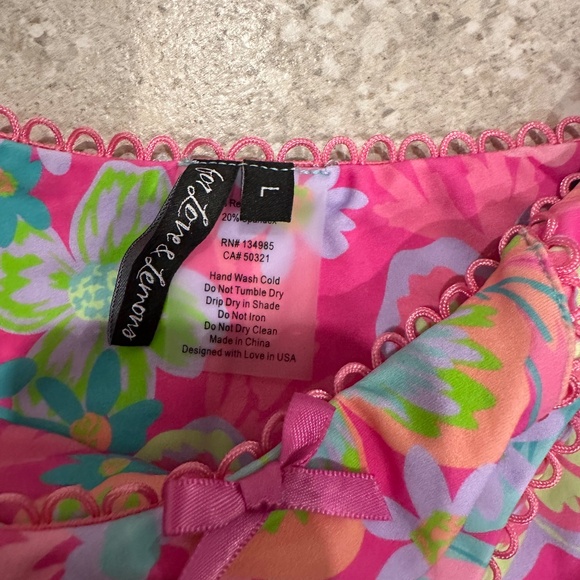 for Love & Lemons
L
20% Spandex
RN# 134985
CA# 50321
Hand Wash Cold
Do Not Tumble Dry
Drip Dry in Shade
Do Not Iron
Do Not Dry Clean
Made in China
Designed with Love in USA